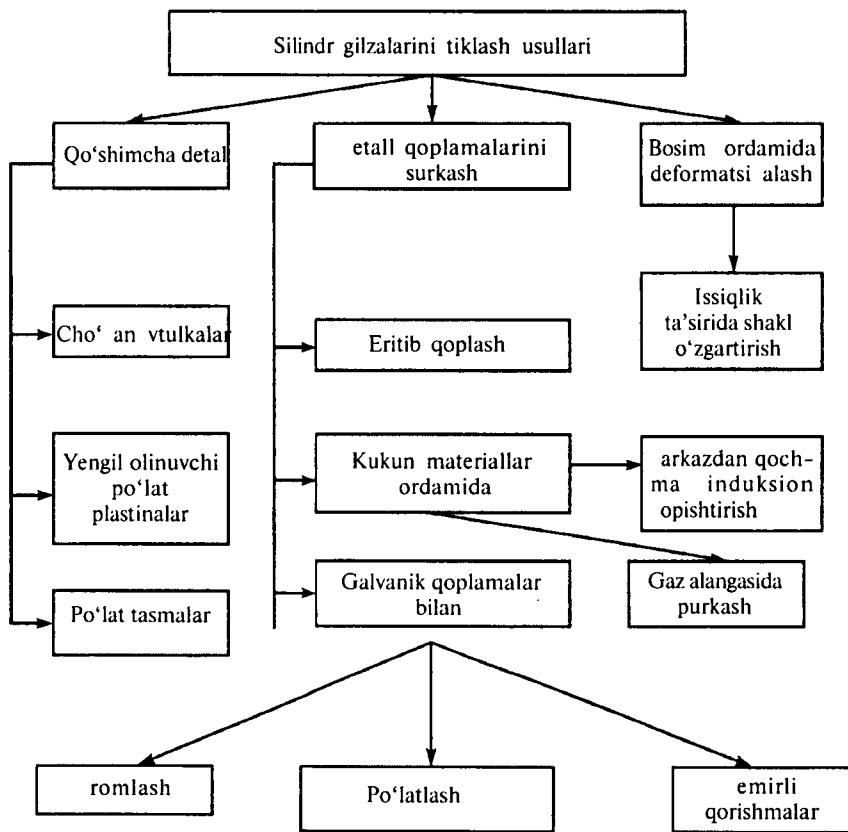 Silindr gilzalarini tiklash usullari
Qo‘shimcha detal
etall qoplamalarini
surkash
Bosim ordamida
deformatsi alash
Cho‘ an vtulkalar
Eritib qoplash
Issiqlik
ta’sirida shakl
o‘zgartirish
Yengil olinuvchi
po‘lat
plastinalar
Kukun materiallar
ordamida
arkazdan qoch-
ma induksion
opishtirish
Po‘lat tasmalar
Galvanik qoplamalar
bilan
Gaz alangasida
purkash
romlash
Po‘latlash
emirli
qorishmalar